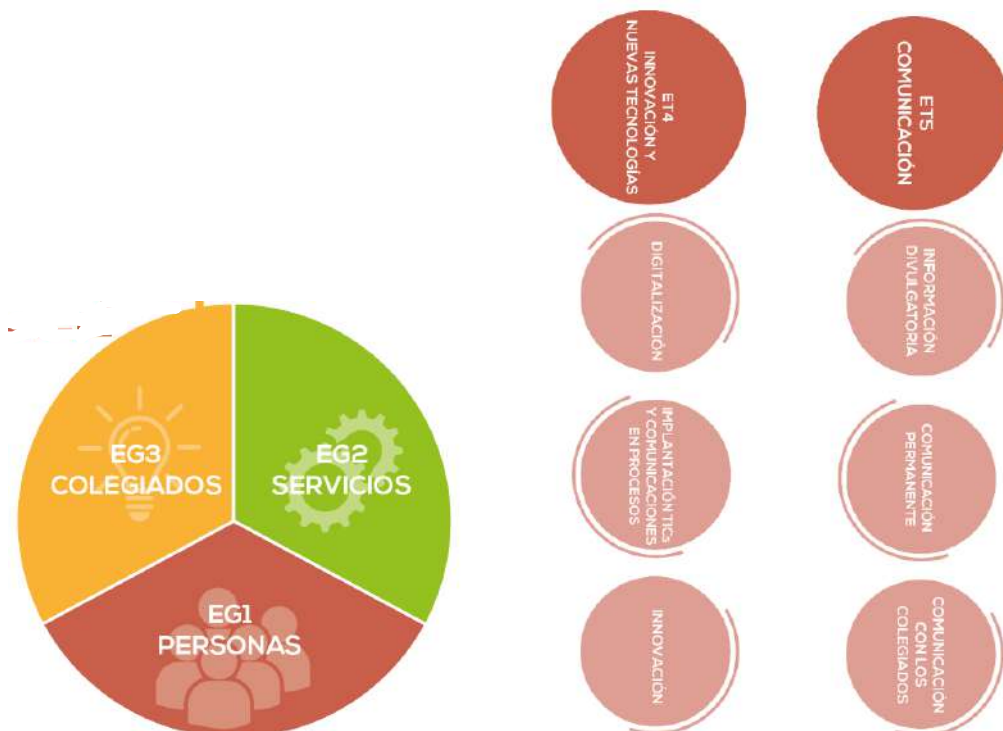 EG3
COLEGIADOS
EG2
SERVICIOS
EG1
PERSONAS
ET4
INNOVACIÓN Y
NUEVAS TECNOLOGÍAS
DIGITALIZACIÓN
IMPLANTACIÓN TICs
Y COMUNICACIONES
EN PROCESOS
INNOVACIÓN
ET5
COMUNICACIÓN
INFORMACIÓN
DIVULGATORIA
COMUNICACIÓN
PERMANENTE
COMUNICACIÓN
CON LOS
COLEGIADOS